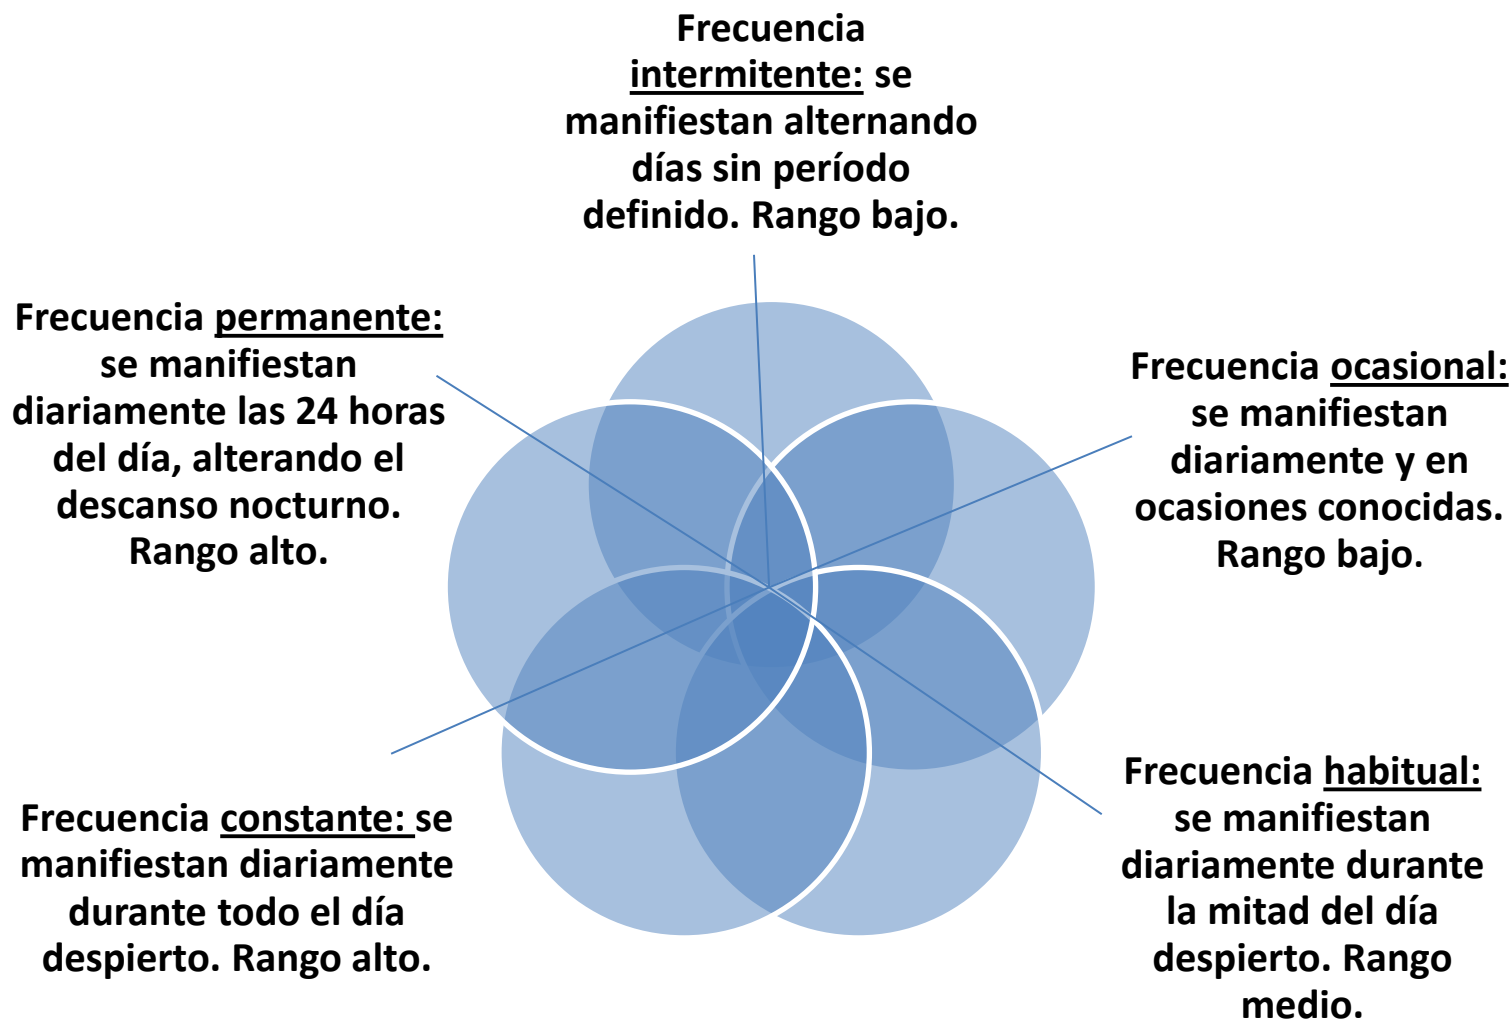 Frecuencia
intermitente: se
manifiestan alternando
días sin período
definido. Rango bajo.
Frecuencia ocasional:
se manifiestan
diariamente y en
ocasiones conocidas.
Rango bajo.
Frecuencia habitual:
se manifiestan
diariamente durante
la mitad del día
despierto. Rango
medio.
Frecuencia constante: se
manifiestan diariamente
durante todo el día
despierto. Rango alto.
Frecuencia permanente:
se manifiestan
diariamente las 24 horas
del día, alterando el
descanso nocturno.
Rango alto.